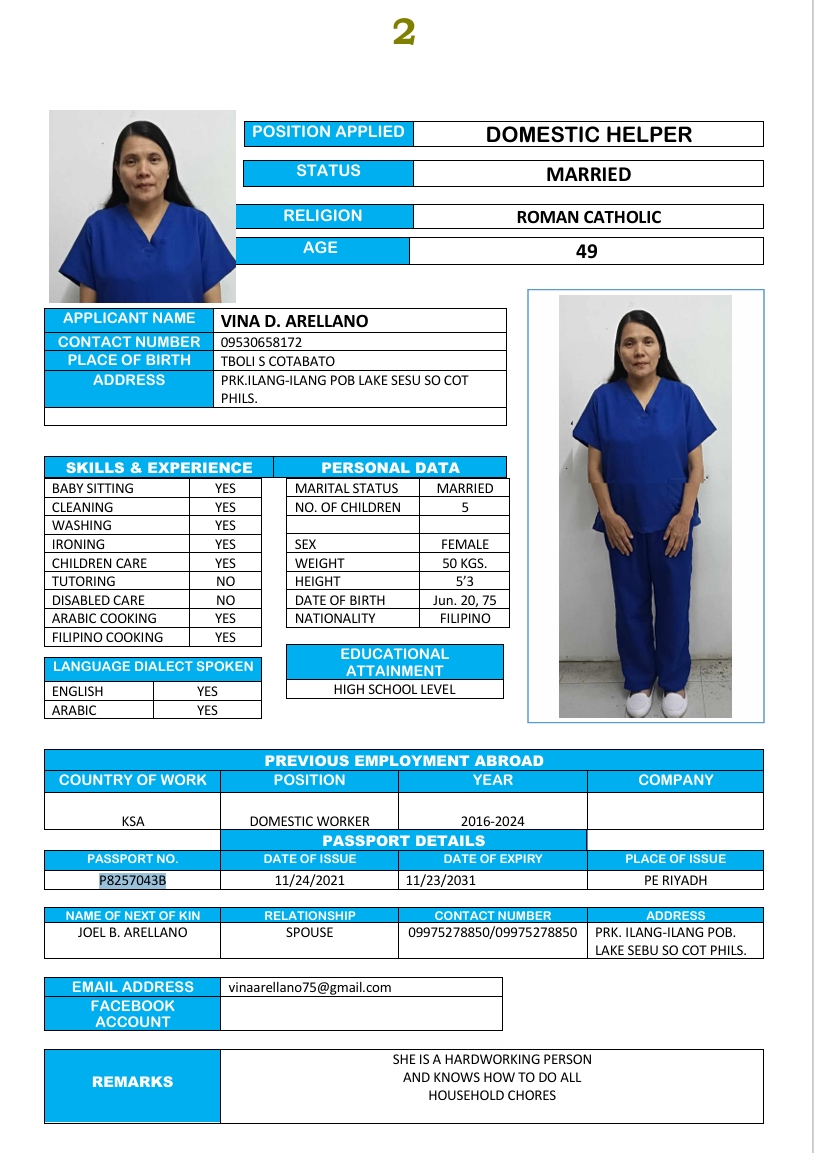 2
POSITION APPLIED DOMESTIC HELPER
STATUS MARRIED
RELIGION ROMAN CATHOLIC
AGE 49
APPLICANT NAME VINA D. ARELLANO
CONTACT NUMBER 09530658172
PLACE OF BIRTH TBOLI S COTABATO
ADDRESS PRK.ILANG-ILANG POB LAKE SESU SO COT
PHILS.
SKILLS & EXPERIENCE PERSONAL DATA
BABY SITTING YES MARITAL STATUS MARRIED
CLEANING YES NO. OF CHILDREN 5
WASHING YES
IRONING YES SEX FEMALE
CHILDREN CARE YES WEIGHT 50 KGS.
TUTORING NO HEIGHT 5’3
DISABLED CARE NO DATE OF BIRTH Jun. 20, 75
ARABIC COOKING YES NATIONALITY FILIPINO
FILIPINO COOKING YES
LANGUAGE DIALECT SPOKEN
ENGLISH YES
ARABIC YES
EDUCATIONAL
ATTAINMENT
HIGH SCHOOL LEVEL
PREVIOUS EMPLOYMENT ABROAD
COUNTRY OF WORK POSITION YEAR COMPANY
KSA DOMESTIC WORKER 2016-2024
PASSPORT DETAILS
PASSPORT NO. DATE OF ISSUE DATE OF EXPIRY PLACE OF ISSUE
P8257043B 11/24/2021 11/23/2031 PE RIYADH
NAME OF NEXT OF KIN RELATIONSHIP CONTACT NUMBER ADDRESS
JOEL B. ARELLANO SPOUSE 09975278850/09975278850 PRK. ILANG-ILANG POB.
LAKE SEBU SO COT PHILS.
EMAIL ADDRESS vinaarellano75@gmail.com
FACEBOOK
ACCOUNT
REMARKS
SHE IS A HARDWORKING PERSON
AND KNOWS HOW TO DO ALL
HOUSEHOLD CHORES